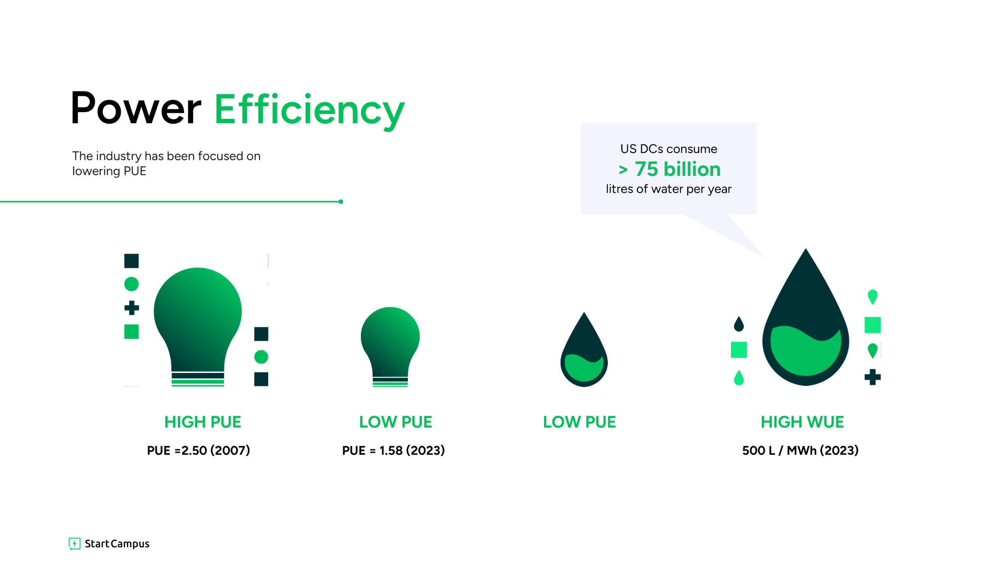 Power Efficiency
The industry has been focused on
lowering PUE
US DCs consume
> 75 billion
litres of water per year
HIGH PUE
PUE =2.50 (2007)
LOW PUE
PUE = 1.58 (2023)
LOW PUE
HIGH WUE
500 L / MWh (2023)
Start Campus